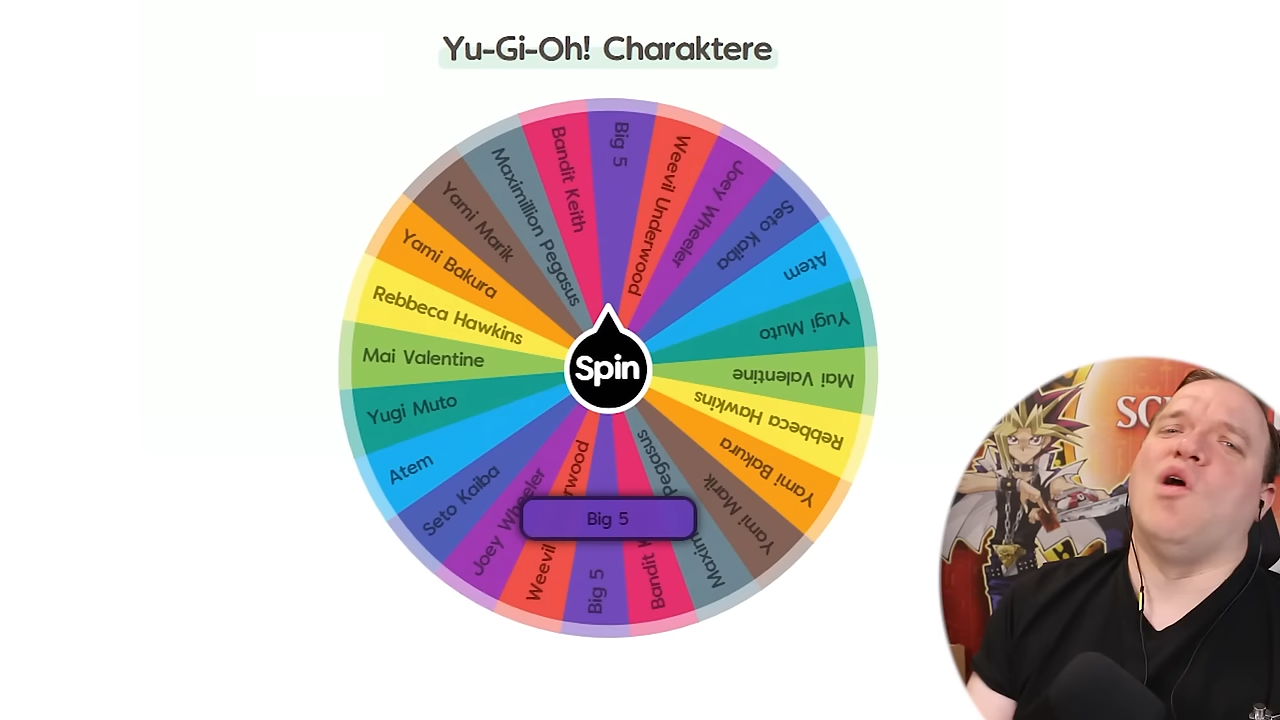 Yu-Gi-Oh! Charaktere
Big 5
Weevil Underwood
Joey Wheeler
Seto Kaiba
Atem
Yugi Muto
Mai Valentine
Rebbeca Hawkins
Yami Bakura
Yami Marik
Pegasus
Bandit
Big 5
Weevil
Joey Wheeler
Seto Kaiba
Atem
Yugi Muto
Mai Valentine
Rebbeca Hawkins
Yami Bakura
Yami Marik
Maximillion Pegasus
Bandit Keith
Spin
Big 5